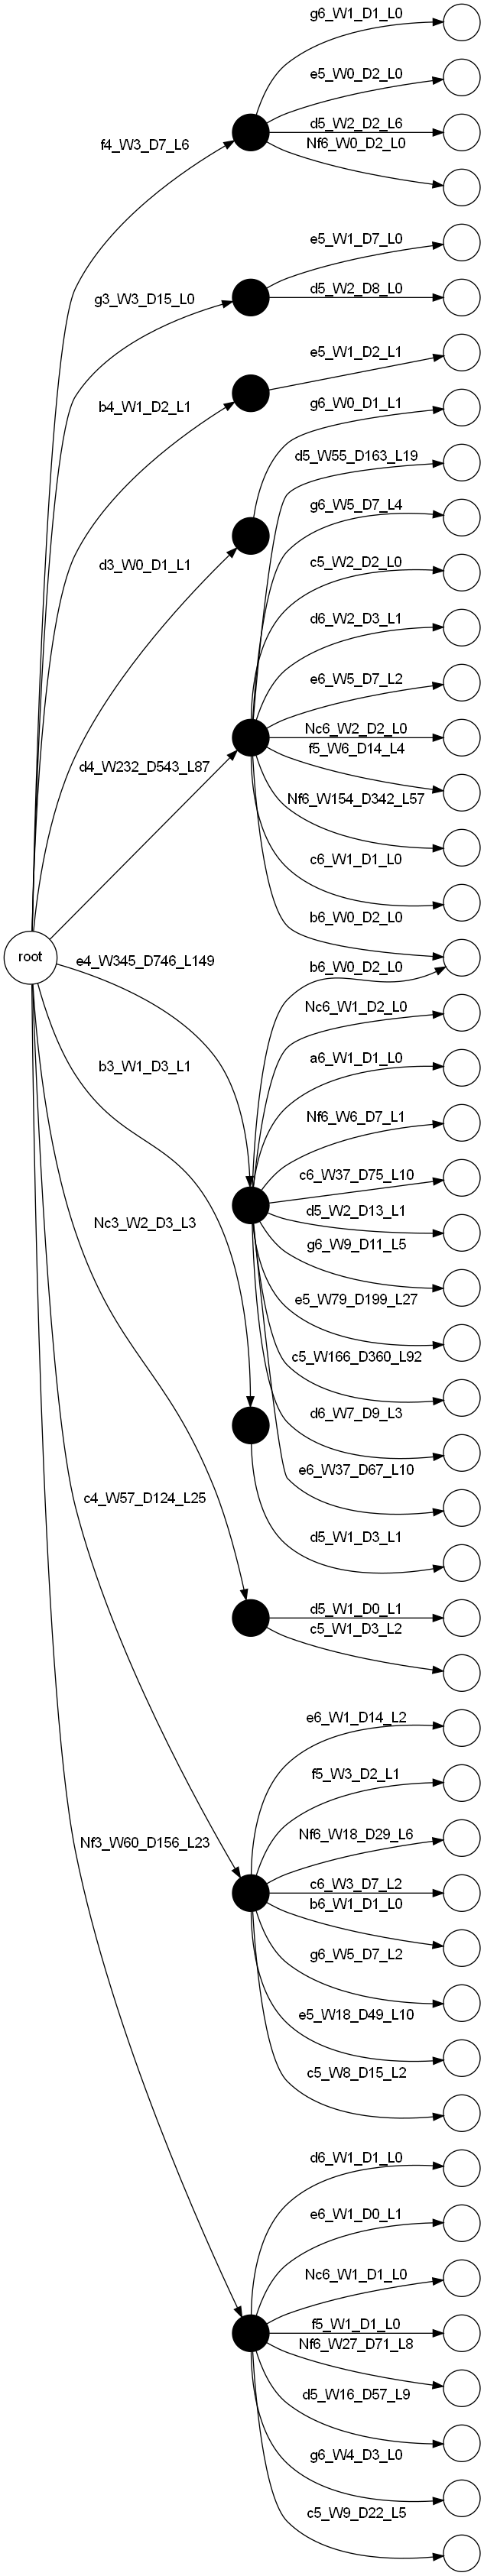 g6_W1_D1_L0
e5_W0_D2_L0
d5_W2_D2_L6
f4_W3_D7_L6
Nf6_W0_D2_L0
e5_W1_D7_L0
g3_W3_D15_L0
d5_W2_D8_L0
e5_W1_D2_L1
b4_W1_D2_L1
g6_W0_D1_L1
d5_W55_D163_L19
g6_W5_D7_L4
c5_W2_D2_L0
d3_W0_D1_L1
d6_W2_D3_L1
e6_W5_D7_L2
Nc6_W2_D2_L0
f5_W6_D14_L4
d4_W232_D543_L87
Nf6_W154_D342_L57
c6_W1_D1_L0
b6_W0_D2_L0
root
e4_W345_D746_L149
b6_W0_D2_L0
Nc6_W1_D2_L0
a6_W1_D1_L0
b3_W1_D3_L1
Nf6_W6_D7_L1
c6_W37_D75_L10
d5_W2_D13_L1
Nc3_W2_D3_L3
g6_W9_D11_L5
e5_W79_D199_L27
c5_W166_D360_L92
d6_W7_D9_L3
e6_W37_D67_L10
c4_W57_D124_L25
d5_W1_D3_L1
d5_W1_D0_L1
c5_W1_D3_L2
e6_W1_D14_L2
f5_W3_D2_L1
Nf6_W18_D29_L6
Nf3_W60_D156_L23
c6_W3_D7_L2
b6_W1_D1_L0
g6_W5_D7_L2
e5_W18_D49_L10
c5_W8_D15_L2
d6_W1_D1_L0
e6_W1_D0_L1
Nc6_W1_D1_L0
f5_W1_D1_L0
Nf6_W27_D71_L8
d5_W16_D57_L9
g6_W4_D3_L0
c5_W9_D22_L5